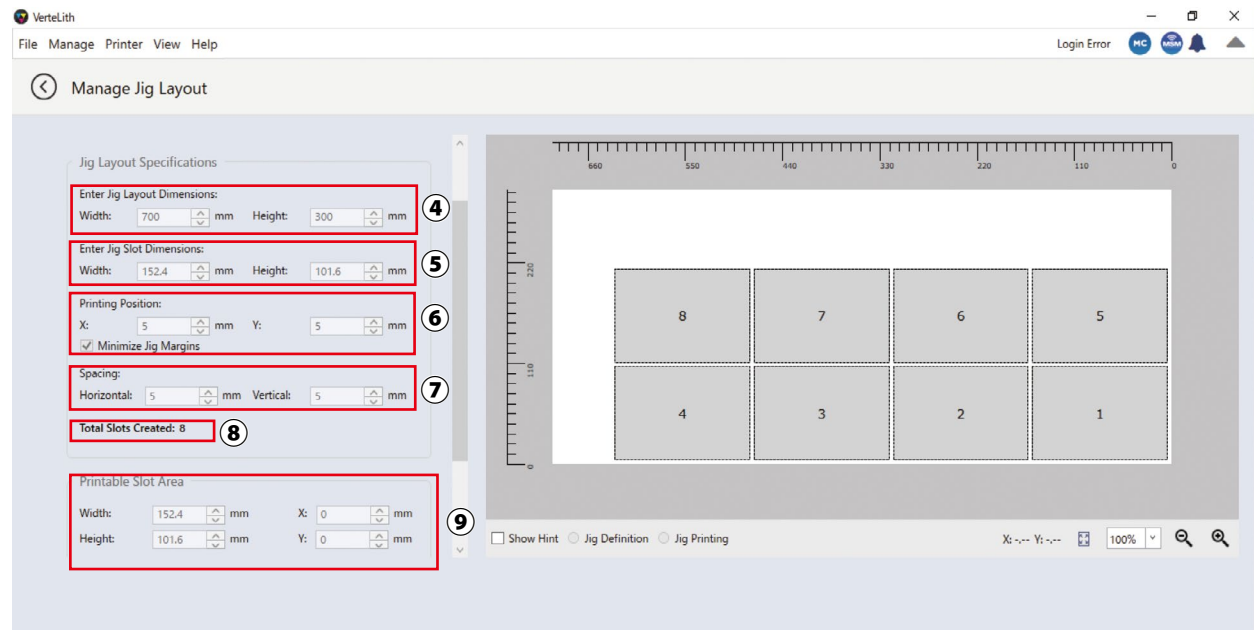 VerteLith
File Manage Printer View Help
Login Error MC MSM
Manage Jig Layout
Jig Layout Specifications
Enter Jig Layout Dimensions:
Width: 700 mm Height: 300 mm
④
Enter Jig Slot Dimensions:
Width: 152.4 mm Height: 101.6 mm
⑤
Printing Position:
X: 5 mm Y: 5 mm
⑥
Minimize Jig Margins
Spacing:
Horizontal: 5 mm Vertical: 5 mm
⑦
Total Slots Created: 8
⑧
Printable Slot Area
Width: 152.4 mm X: 0 mm
⑨
Height: 101.6 mm Y: 0 mm
660 550 440 330 220 110 0
220
110
0
8 7 6 5
4 3 2 1
Show Hint Jig Definition Jig Printing
X: -.-- Y: -.-- 100%